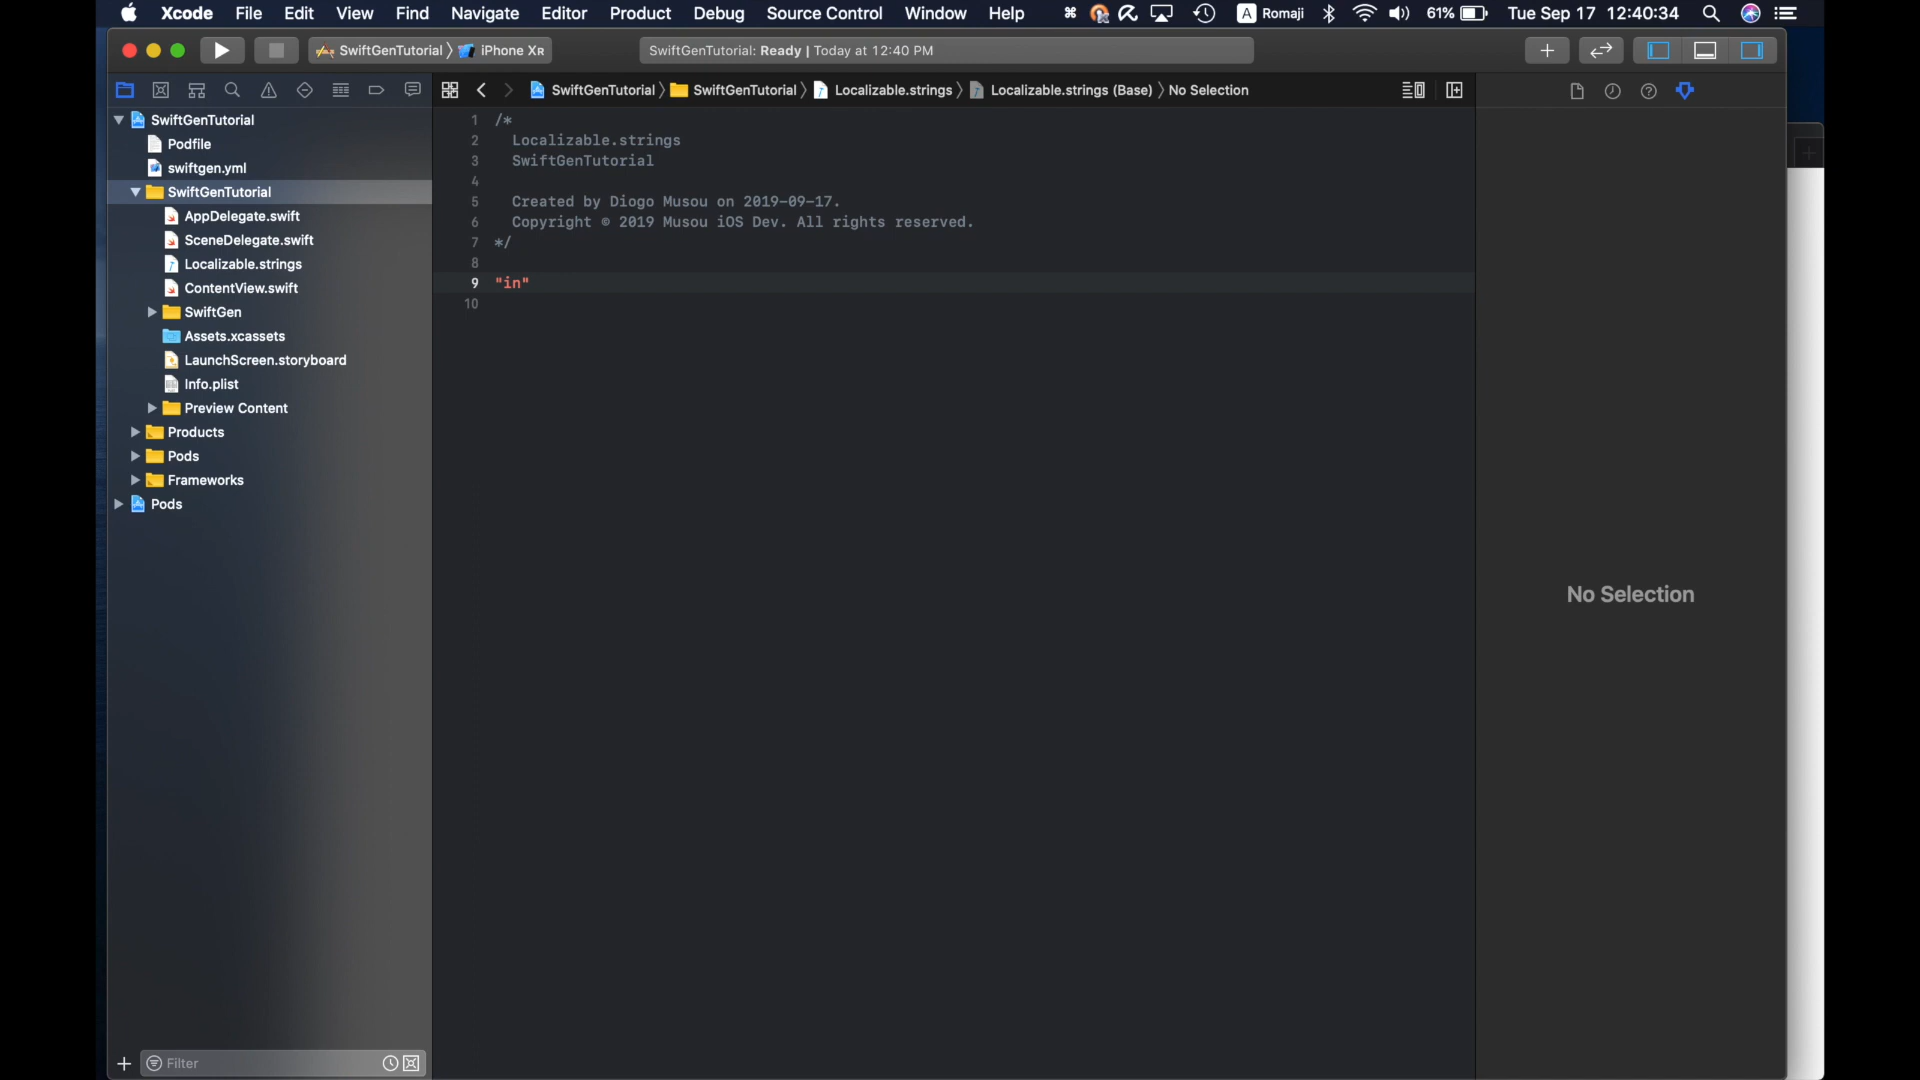 Xcode File Edit View Find Navigate Editor Product Debug Source Control Window Help A Romaji 61% Tue Sep 17 12:40:34
SwiftGenTutorial iPhone XR SwiftGenTutorial: Ready | Today at 12:40 PM
SwiftGenTutorial SwiftGenTutorial Localizable.strings Localizable.strings (Base) No Selection
SwiftGenTutorial
Podfile
swiftgen.yml
SwiftGenTutorial
AppDelegate.swift
SceneDelegate.swift
Localizable.strings
ContentView.swift
SwiftGen
Assets.xcassets
LaunchScreen.storyboard
Info.plist
Preview Content
Products
Pods
Frameworks
Pods
Filter
1 /*
2 Localizable.strings
3 SwiftGenTutorial
4
5 Created by Diogo Musou on 2019-09-17.
6 Copyright © 2019 Musou iOS Dev. All rights reserved.
7 */
8
9 "in"
10
No Selection